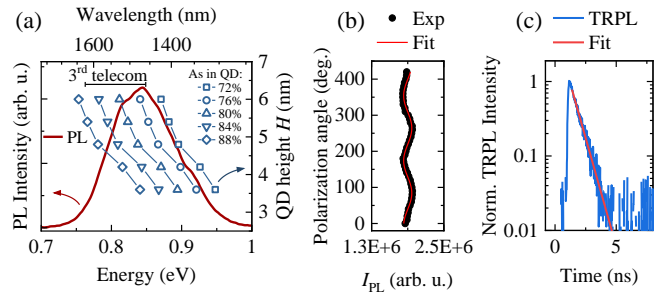 (a)
Wavelength (nm)
1600 1400
3rd telecom
As in QD:
72%
76%
80%
84%
88%
PL
PL Intensity (arb. u.)
QD height H (nm)
7
6
5
4
3
0.7 0.8 0.9 1
Energy (eV)
(b)
Exp
Fit
Polarization angle (deg.)
400
300
200
100
0
1.3E+6 2.5E+6
IPL (arb. u.)
(c)
TRPL
Fit
Norm. TRPL Intensity
1
0.1
0.01
0 5
Time (ns)